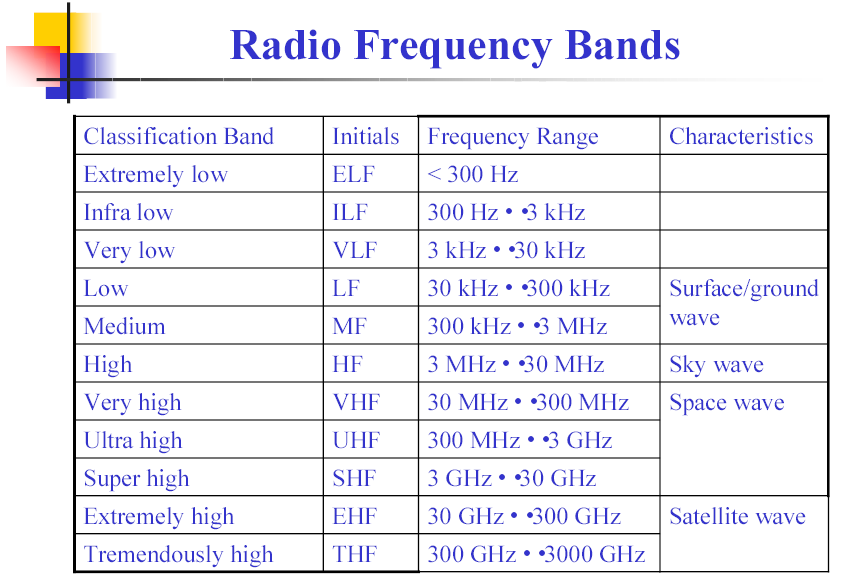 Radio Frequency Bands
Classification Band Initials Frequency Range Characteristics
Extremely low ELF < 300 Hz
Infra low ILF 300 Hz • •3 kHz
Very low VLF 3 kHz • •30 kHz
Low LF 30 kHz • •300 kHz Surface/ground
wave
Medium MF 300 kHz • •3 MHz
High HF 3 MHz • •30 MHz Sky wave
Very high VHF 30 MHz • •300 MHz Space wave
Ultra high UHF 300 MHz • •3 GHz
Super high SHF 3 GHz • •30 GHz
Extremely high EHF 30 GHz • •300 GHz Satellite wave
Tremendously high THF 300 GHz • •3000 GHz